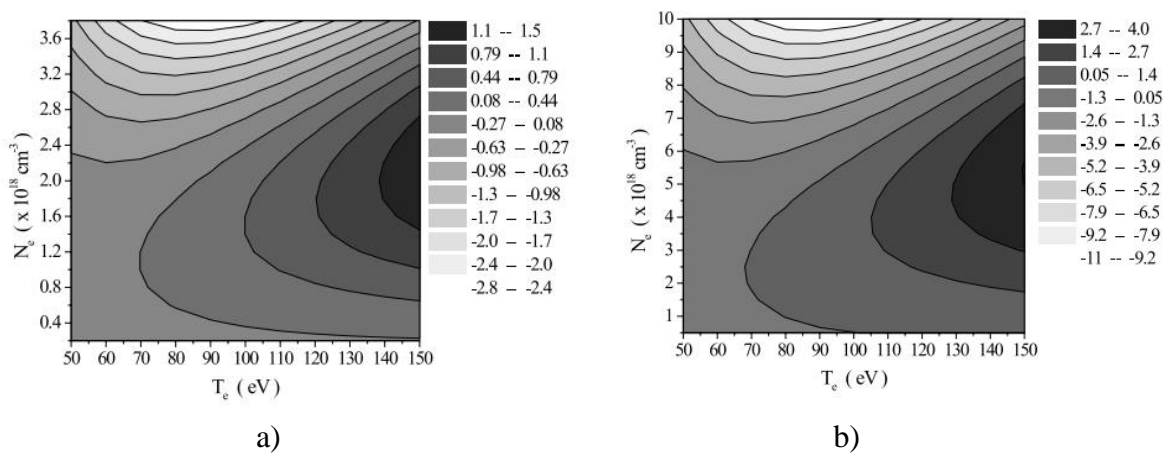 3.6
3.2
2.8
2.4
2.0
1.6
1.2
0.8
0.4
N_e ( x 10^18 cm^-3 )
50 60 70 80 90 100 110 120 130 140 150
T_e ( eV )
1.1 -- 1.5
0.79 -- 1.1
0.44 -- 0.79
0.08 -- 0.44
-0.27 – 0.08
-0.63 – -0.27
-0.98 – -0.63
-1.3 – -0.98
-1.7 – -1.3
-2.0 – -1.7
-2.4 – -2.0
-2.8 – -2.4
a)
10
9
8
7
6
5
4
3
2
1
N_e ( x 10^18 cm^-3 )
50 60 70 80 90 100 110 120 130 140 150
T_e ( eV )
2.7 -- 4.0
1.4 -- 2.7
0.05 -- 1.4
-1.3 – 0.05
-2.6 – -1.3
-3.9 – -2.6
-5.2 – -3.9
-6.5 – -5.2
-7.9 – -6.5
-9.2 – -7.9
-11 -- -9.2
b)